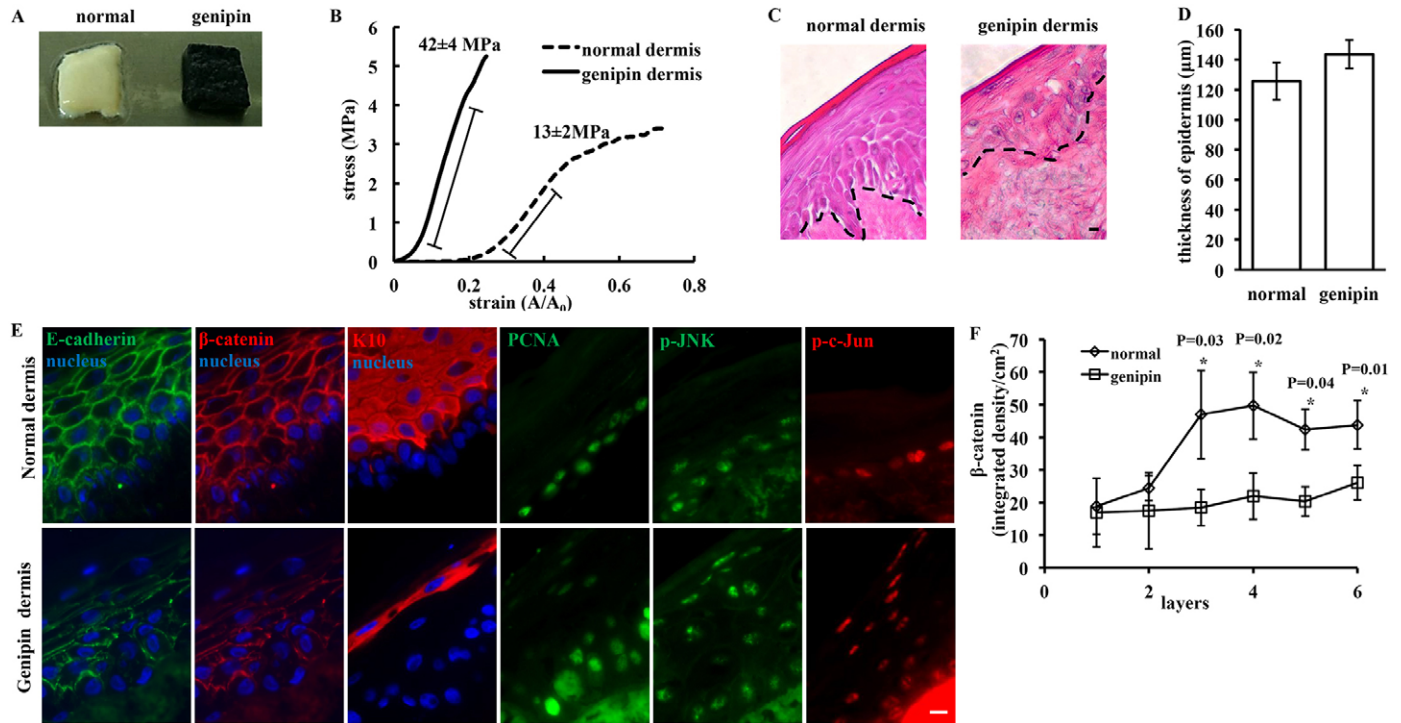 A
normal genipin
B
42±4 MPa
normal dermis
genipin dermis
13±2MPa
stress (MPa)
6
5
4
3
2
1
0
0 0.2 0.4 0.6 0.8
strain (A/A0)
C
normal dermis genipin dermis
D
thickness of epidermis (μm)
160
140
120
100
80
60
40
20
0
normal genipin
E
Normal dermis
Genipin dermis
E-cadherin
nucleus
β-catenin
nucleus
K10
nucleus
PCNA
p-JNK
p-c-Jun
F
normal
genipin
P=0.03
*
P=0.02
*
P=0.04
*
P=0.01
*
β-catenin
(integrated density/cm²)
70
60
50
40
30
20
10
0
0 2 4 6
layers